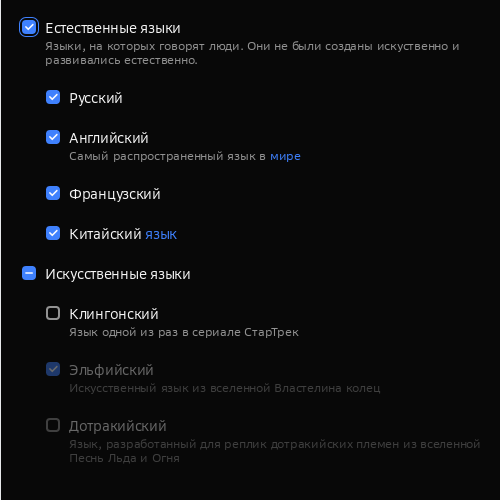 Естественные языки
Языки, на которых говорят люди. Они не были созданы искуственно и
развивались естественно.
Русский
Английский
Самый распространенный язык в мире
Французский
Китайский язык
Искусственные языки
Клингонский
Язык одной из раз в сериале СтарТрек
Эльфийский
Искусственный язык из вселенной Властелина колец
Дотракийский
Язык, разработанный для реплик дотракийских племен из вселенной
Песнь Льда и Огня